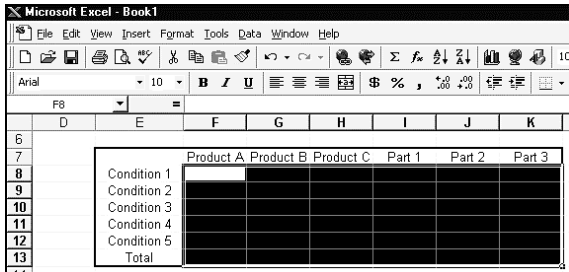 Microsoft Excel - Book1
File Edit View Insert Format Tools Data Window Help
Σ fx
Arial 10 B I U $ % ,
F8 =
D E F G H I J K
6
7 Product A Product B Product C Part 1 Part 2 Part 3
8 Condition 1
9 Condition 2
10 Condition 3
11 Condition 4
12 Condition 5
13 Total